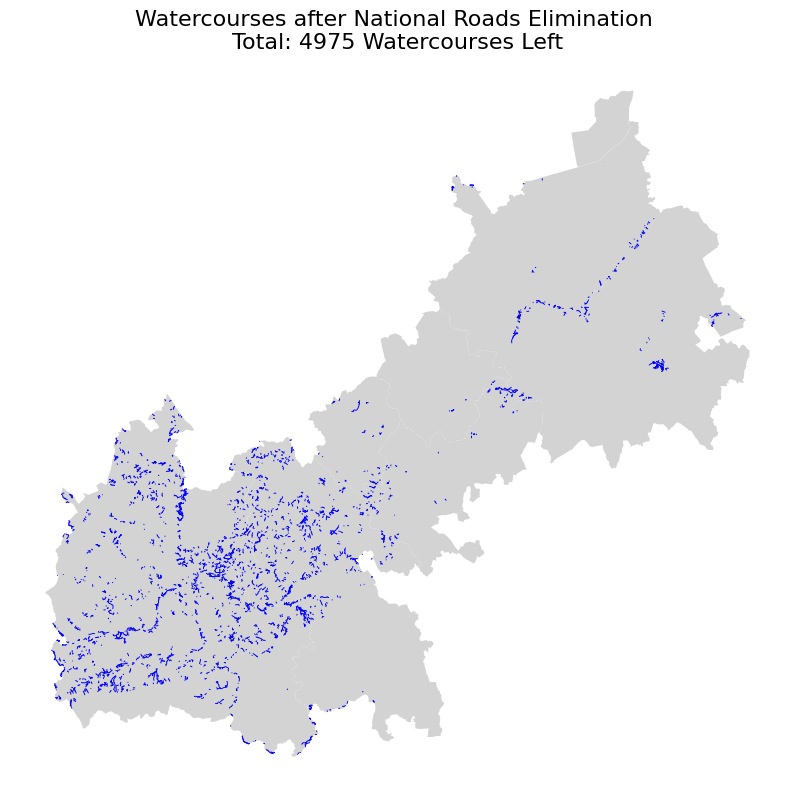 Watercourses after National Roads Elimination
Total: 4975 Watercourses Left